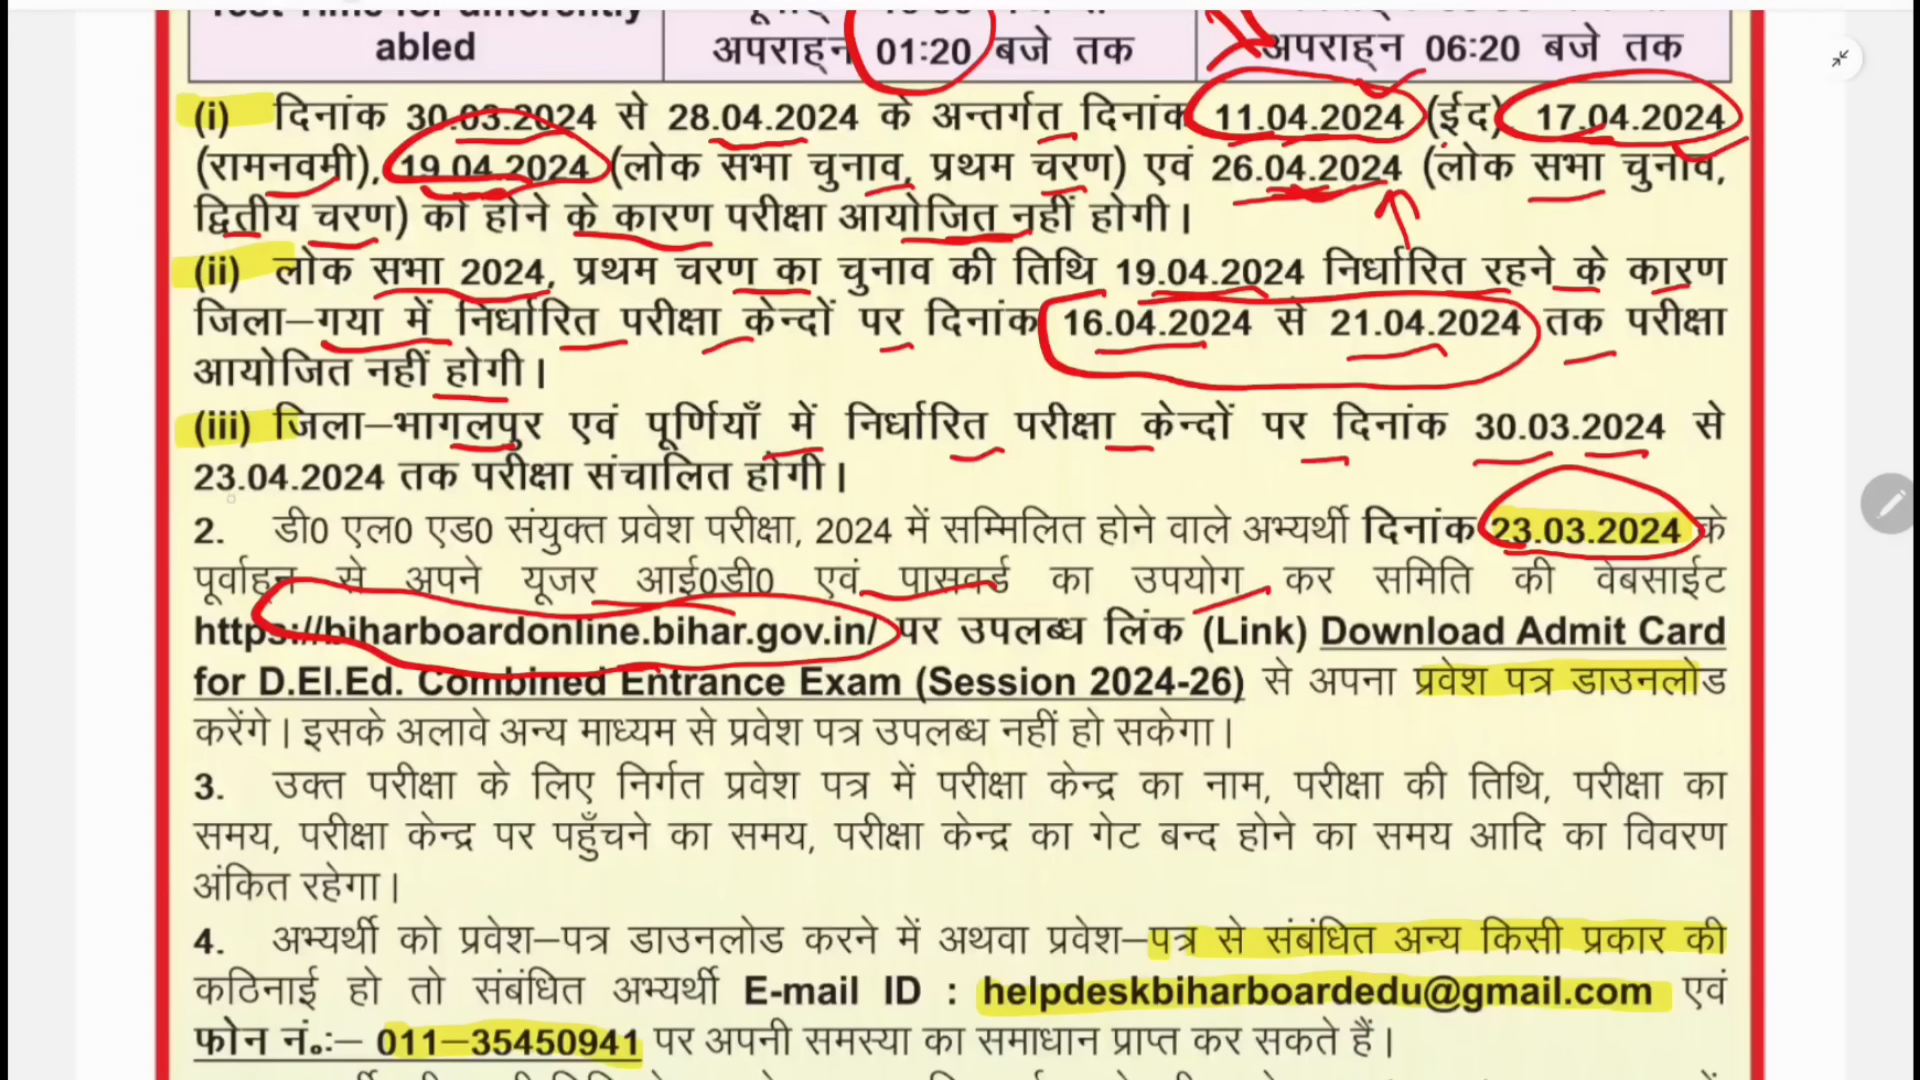 Test Time for differently
abled
अपराह्न 01:20 बजे तक
अपराह्न 06:20 बजे तक
(i) दिनांक 30.03.2024 से 28.04.2024 के अन्तर्गत दिनांक 11.04.2024 (ईद) 17.04.2024
(रामनवमी), 19.04.2024 (लोक सभा चुनाव, प्रथम चरण) एवं 26.04.2024 (लोक सभा चुनाव,
द्वितीय चरण) को होने के कारण परीक्षा आयोजित नहीं होगी।
(ii) लोक सभा 2024, प्रथम चरण का चुनाव की तिथि 19.04.2024 निर्धारित रहने के कारण
जिला–गया में निर्धारित परीक्षा केन्दों पर दिनांक 16.04.2024 से 21.04.2024 तक परीक्षा
आयोजित नहीं होगी।
(iii) जिला–भागलपुर एवं पूर्णियाँ में निर्धारित परीक्षा केन्दों पर दिनांक 30.03.2024 से
23.04.2024 तक परीक्षा संचालित होगी।
2. डी0 एल0 एड0 संयुक्त प्रवेश परीक्षा, 2024 में सम्मिलित होने वाले अभ्यर्थी दिनांक 23.03.2024 के
पूर्वाह्न से अपने यूजर आई0डी0 एवं पासवर्ड का उपयोग कर समिति की वेबसाईट
https://biharboardonline.bihar.gov.in/ पर उपलब्ध लिंक (Link) Download Admit Card
for D.El.Ed. Combined Entrance Exam (Session 2024-26) से अपना प्रवेश पत्र डाउनलोड
करेंगे। इसके अलावे अन्य माध्यम से प्रवेश पत्र उपलब्ध नहीं हो सकेगा।
3. उक्त परीक्षा के लिए निर्गत प्रवेश पत्र में परीक्षा केन्द्र का नाम, परीक्षा की तिथि, परीक्षा का
समय, परीक्षा केन्द्र पर पहुँचने का समय, परीक्षा केन्द्र का गेट बन्द होने का समय आदि का विवरण
अंकित रहेगा।
4. अभ्यर्थी को प्रवेश–पत्र डाउनलोड करने में अथवा प्रवेश–पत्र से संबंधित अन्य किसी प्रकार की
कठिनाई हो तो संबंधित अभ्यर्थी E-mail ID : helpdeskbiharboardedu@gmail.com एवं
फोन नं०:– 011–35450941 पर अपनी समस्या का समाधान प्राप्त कर सकते हैं।